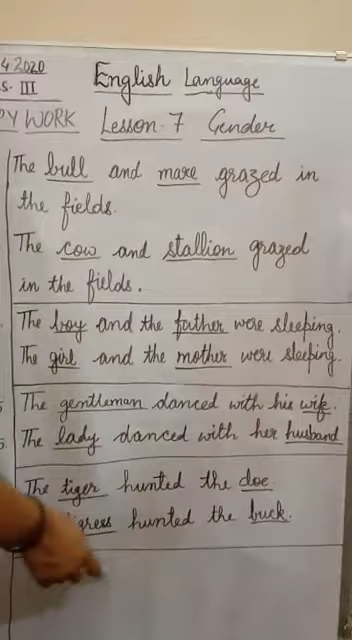 4 2020
English Language
S- III
PY WORK Lesson-7 Gender
The bull and mare grazed in
the fields.
The cow and stallion grazed
in the fields.
The boy and the father were sleeping.
The girl and the mother were sleeping.
The gentleman danced with his wife.
The lady danced with her husband
The tiger hunted the doe.
igress hunted the buck.